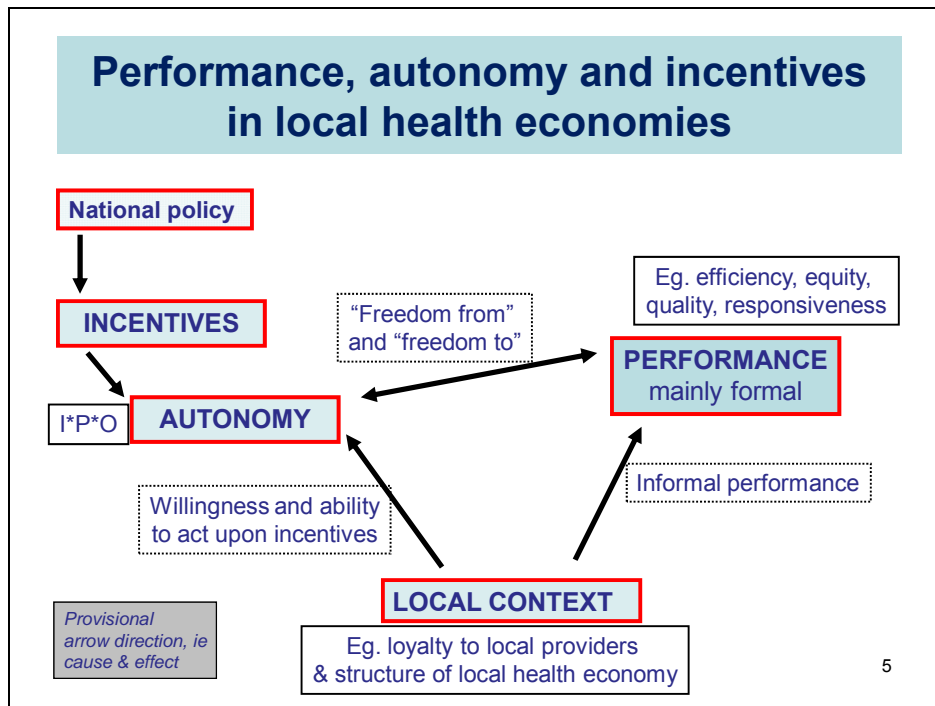 Performance, autonomy and incentives
in local health economies
National policy
INCENTIVES
I*P*O
AUTONOMY
"Freedom from"
and "freedom to"
Eg. efficiency, equity,
quality, responsiveness
PERFORMANCE
mainly formal
Willingness and ability
to act upon incentives
Informal performance
LOCAL CONTEXT
Eg. loyalty to local providers
& structure of local health economy
Provisional
arrow direction, ie
cause & effect
5